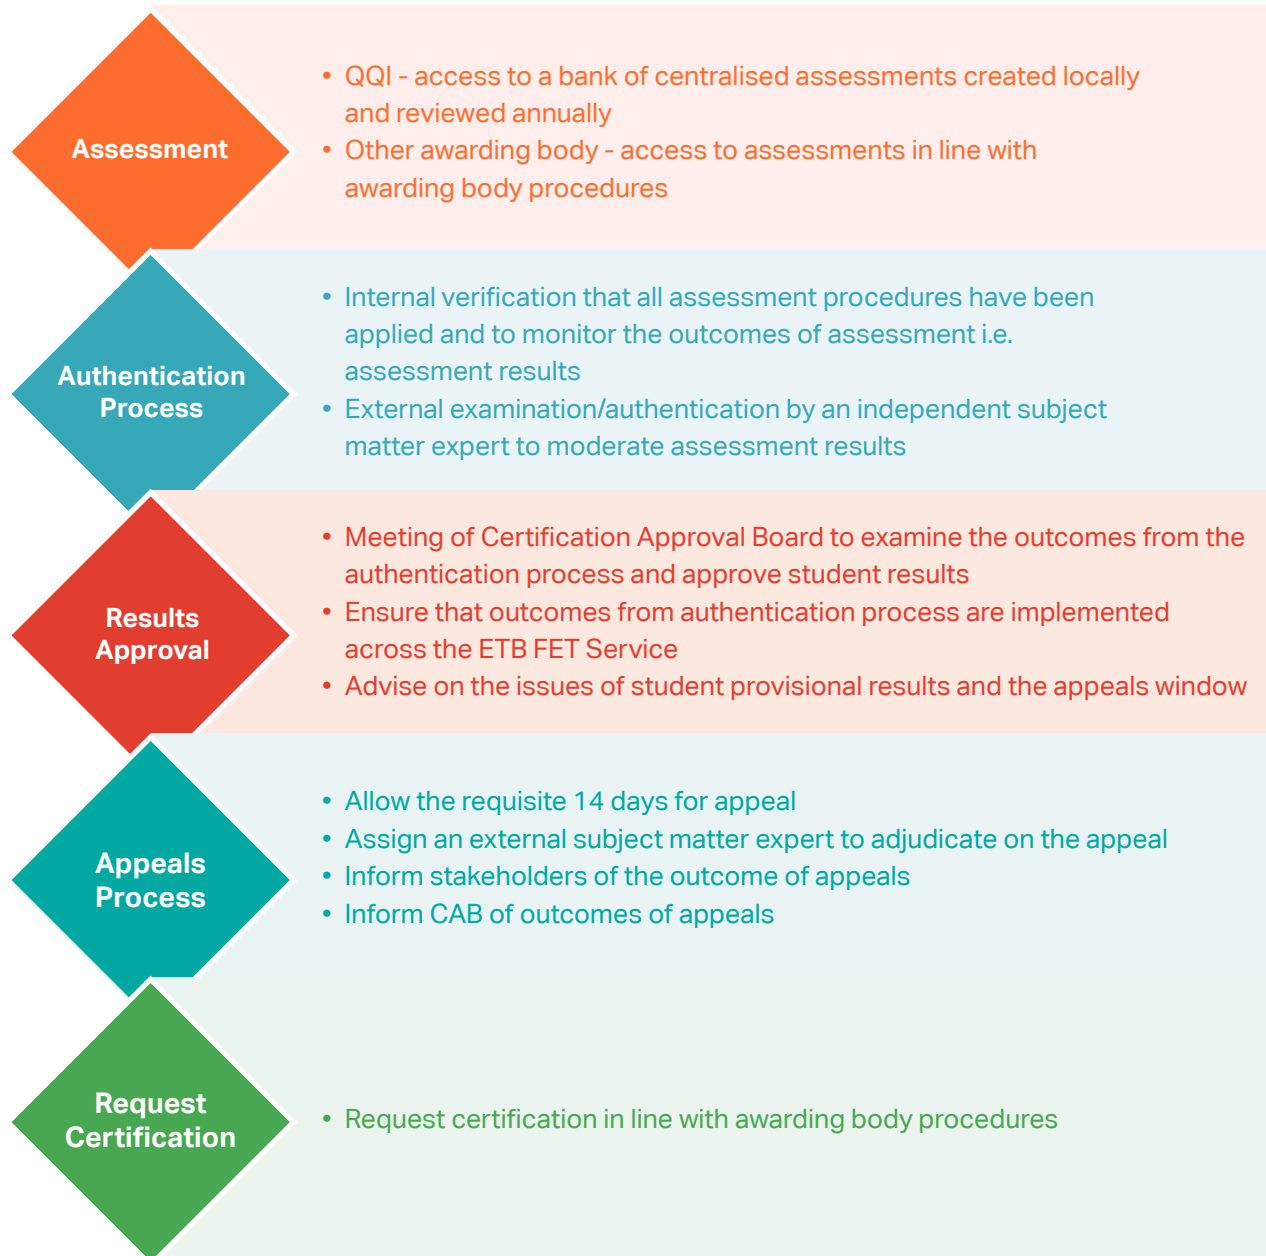 Assessment
• QQI - access to a bank of centralised assessments created locally
and reviewed annually
• Other awarding body - access to assessments in line with
awarding body procedures
Authentication
Process
• Internal verification that all assessment procedures have been
applied and to monitor the outcomes of assessment i.e.
assessment results
• External examination/authentication by an independent subject
matter expert to moderate assessment results
Results
Approval
• Meeting of Certification Approval Board to examine the outcomes from the
authentication process and approve student results
• Ensure that outcomes from authentication process are implemented
across the ETB FET Service
• Advise on the issues of student provisional results and the appeals window
Appeals
Process
• Allow the requisite 14 days for appeal
• Assign an external subject matter expert to adjudicate on the appeal
• Inform stakeholders of the outcome of appeals
• Inform CAB of outcomes of appeals
Request
Certification
• Request certification in line with awarding body procedures